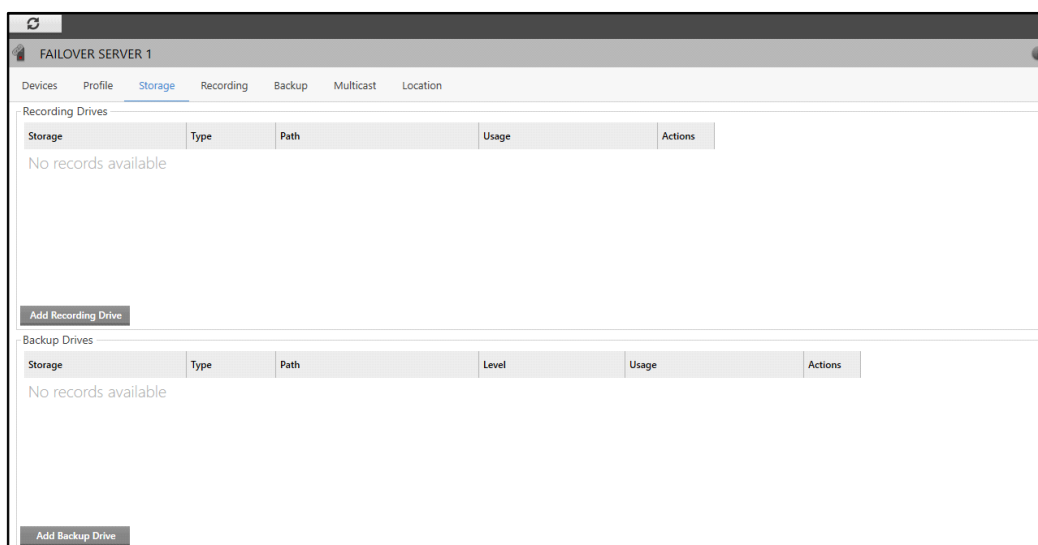 FAILOVER SERVER 1
Devices Profile Storage Recording Backup Multicast Location
Recording Drives
Storage Type Path Usage Actions
No records available
Add Recording Drive
Backup Drives
Storage Type Path Level Usage Actions
No records available
Add Backup Drive